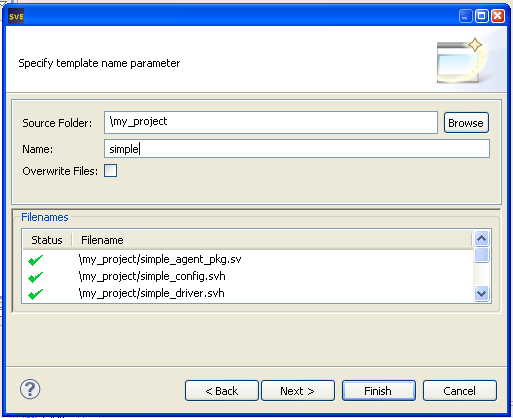 SVE
Specify template name parameter
Source Folder: \my_project Browse
Name: simple
Overwrite Files:
Filenames
Status Filename
\my_project/simple_agent_pkg.sv
\my_project/simple_config.svh
\my_project/simple_driver.svh
? < Back Next > Finish Cancel